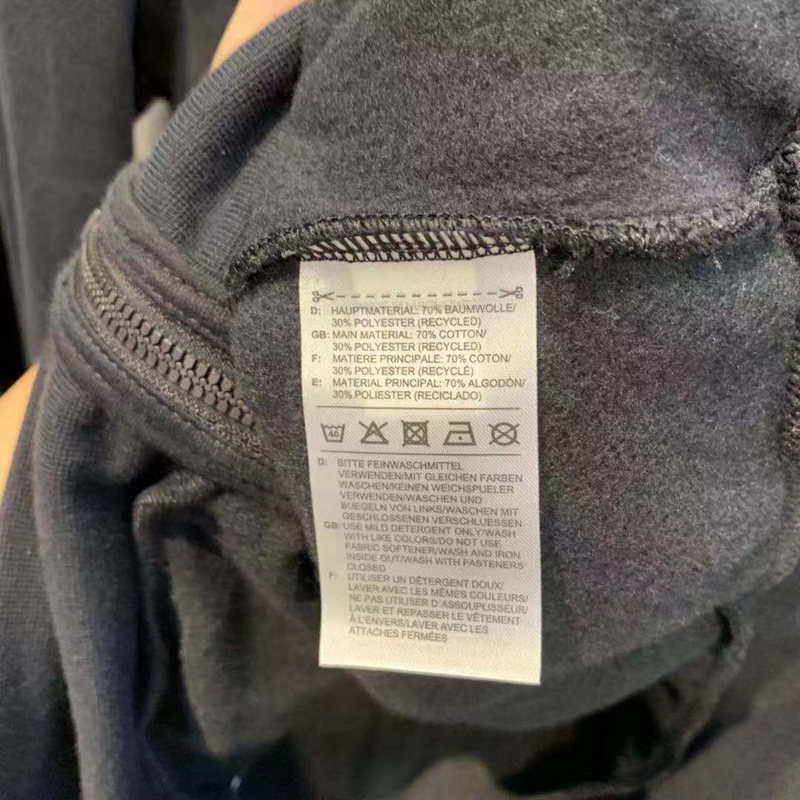 D: HAUPTMATERIAL: 70% BAUMWOLLE/
30% POLYESTER (RECYCLED)
GB: MAIN MATERIAL: 70% COTTON/
30% POLYESTER (RECYCLED)
F: MATIERE PRINCIPALE: 70% COTON/
30% POLYESTER (RECYCLÉ)
E: MATERIAL PRINCIPAL: 70% ALGODÓN/
30% POLIESTER (RECICLADO)
40
D: BITTE FEINWASCHMITTEL
VERWENDEN/MIT GLEICHEN FARBEN
WASCHEN/KEINEN WEICHSPUELER
VERWENDEN/WASCHEN UND
BUEGELN VON LINKS/WASCHEN MIT
GESCHLOSSENEN VERSCHLUESSEN
GB: USE MILD DETERGENT ONLY/WASH
WITH LIKE COLORS/DO NOT USE
FABRIC SOFTENER/WASH AND IRON
INSIDE OUT/WASH WITH FASTENERS
CLOSED
F: UTILISER UN DÉTERGENT DOUX/
LAVER AVEC LES MÊMES COULEURS/
NE PAS UTILISER D'ASSOUPLISSEUR/
LAVER ET REPASSER LE VÊTEMENT
À L'ENVERS/LAVER AVEC LES
ATTACHES FERMÉES